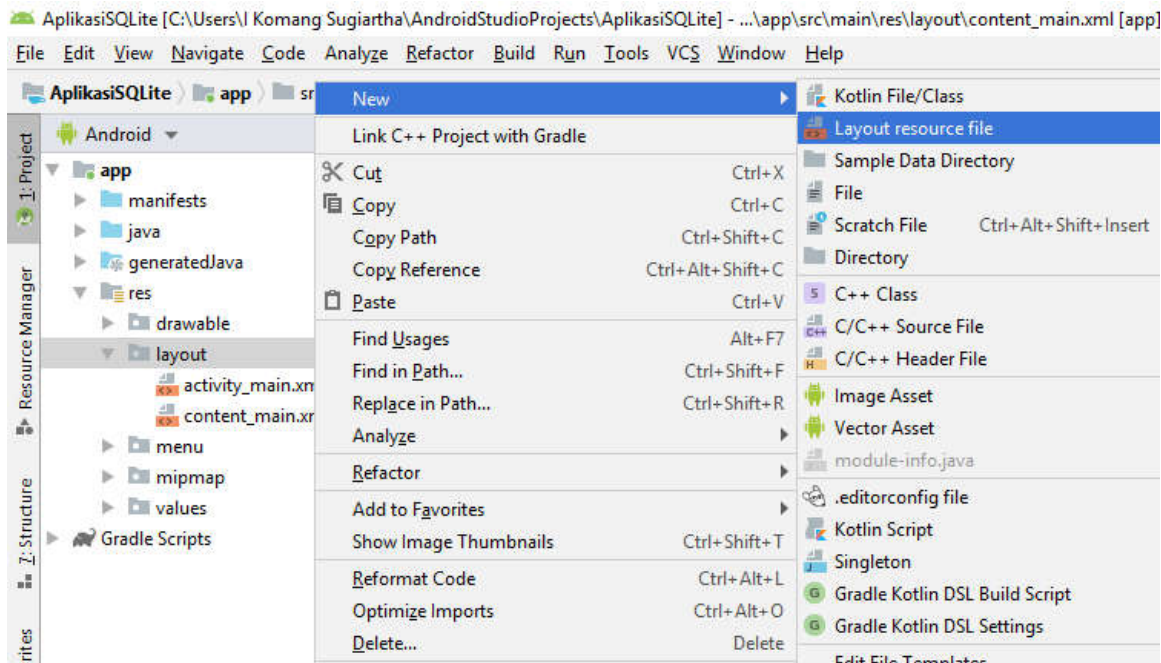 AplikasiSQLite [C:\Users\I Komang Sugiartha\AndroidStudioProjects\AplikasiSQLite] - ...\app\src\main\res\layout\content_main.xml [app]
File Edit View Navigate Code Analyze Refactor Build Run Tools VCS Window Help
AplikasiSQLite app sr
1: Project
Resource Manager
7: Structure
rites
Android
app
manifests
java
generatedJava
res
drawable
layout
activity_main.xm
content_main.xr
menu
mipmap
values
Gradle Scripts
New
Link C++ Project with Gradle
Cut Ctrl+X
Copy Ctrl+C
Copy Path Ctrl+Shift+C
Copy Reference Ctrl+Alt+Shift+C
Paste Ctrl+V
Find Usages Alt+F7
Find in Path... Ctrl+Shift+F
Replace in Path... Ctrl+Shift+R
Analyze
Refactor
Add to Favorites
Show Image Thumbnails Ctrl+Shift+T
Reformat Code Ctrl+Alt+L
Optimize Imports Ctrl+Alt+O
Delete... Delete
Kotlin File/Class
Layout resource file
Sample Data Directory
File
Scratch File Ctrl+Alt+Shift+Insert
Directory
C++ Class
C/C++ Source File
C/C++ Header File
Image Asset
Vector Asset
module-info.java
.editorconfig file
Kotlin Script
Singleton
Gradle Kotlin DSL Build Script
Gradle Kotlin DSL Settings
Edit File Templates